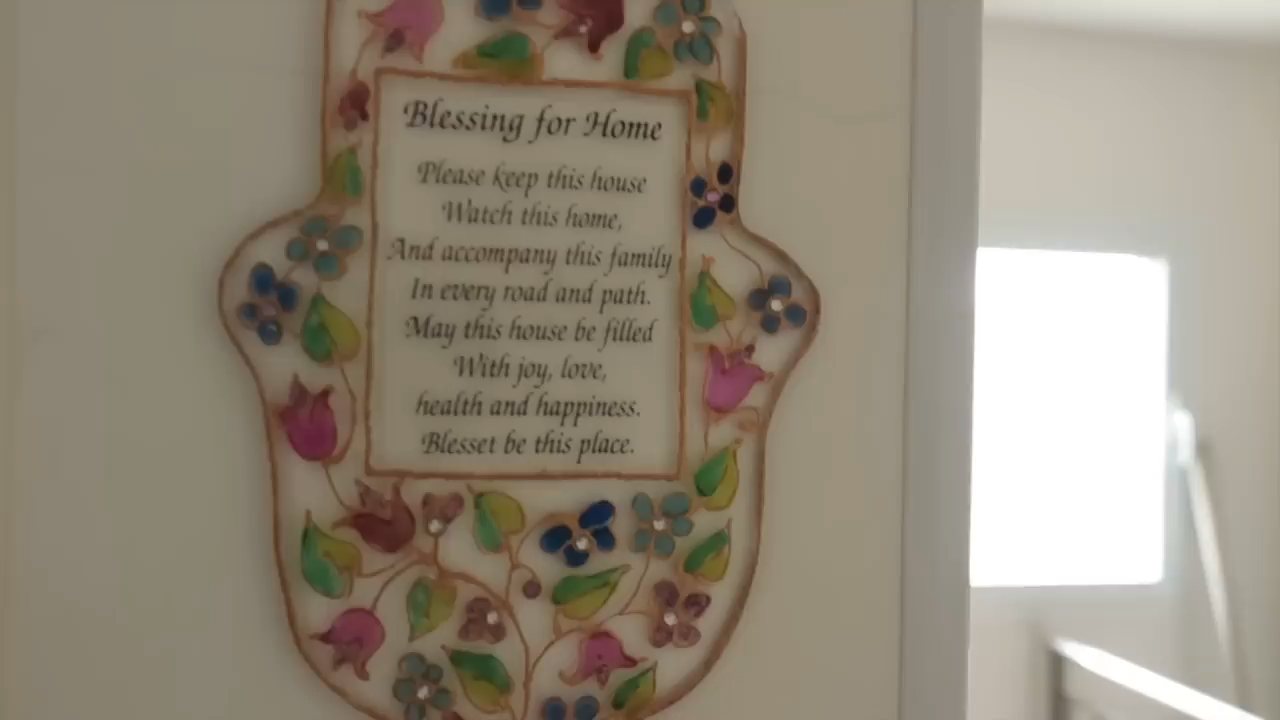 Blessing for Home
Please keep this house
Watch this home,
And accompany this family
In every road and path.
May this house be filled
With joy, love,
health and happiness.
Blesset be this place.